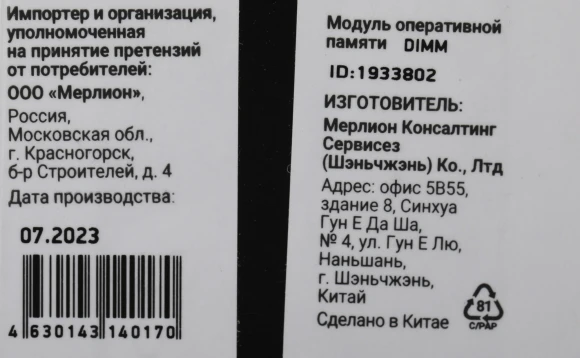 Импортер и организация,
уполномоченная
на принятие претензий
от потребителей:
ООО «Мерлион»,
Россия,
Московская обл.,
г. Красногорск,
б-р Строителей, д. 4
Дата производства:
07.2023
4 630143 140170
Модуль оперативной
памяти DIMM
ID:1933802
ИЗГОТОВИТЕЛЬ:
Мерлион Консалтинг
Сервисез
(Шэньчжэнь) Ко., Лтд
Адрес: офис 5В55,
здание 8, Синхуа
Гун Е Да Ша,
№ 4, ул. Гун Е Лю,
Наньшань,
г. Шэньчжэнь,
Китай
Сделано в Китае
81
C/PAP